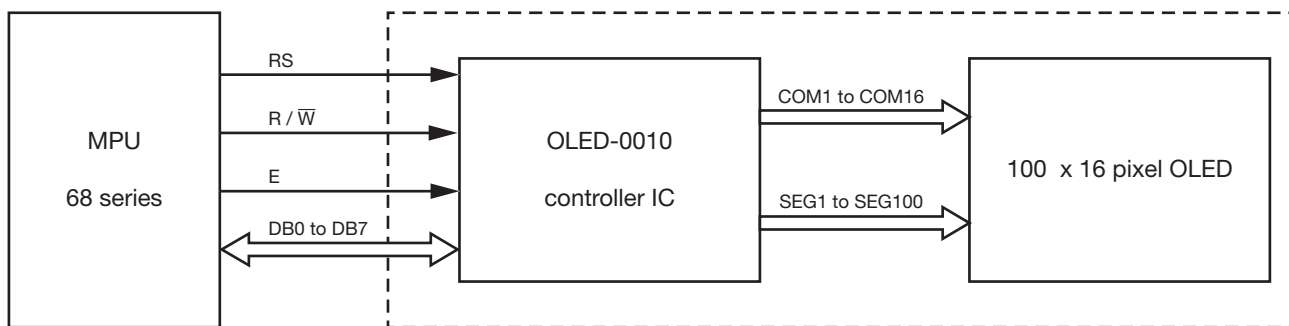 MPU
68 series
RS
R / W̅
E
DB0 to DB7
OLED-0010
controller IC
COM1 to COM16
SEG1 to SEG100
100 x 16 pixel OLED